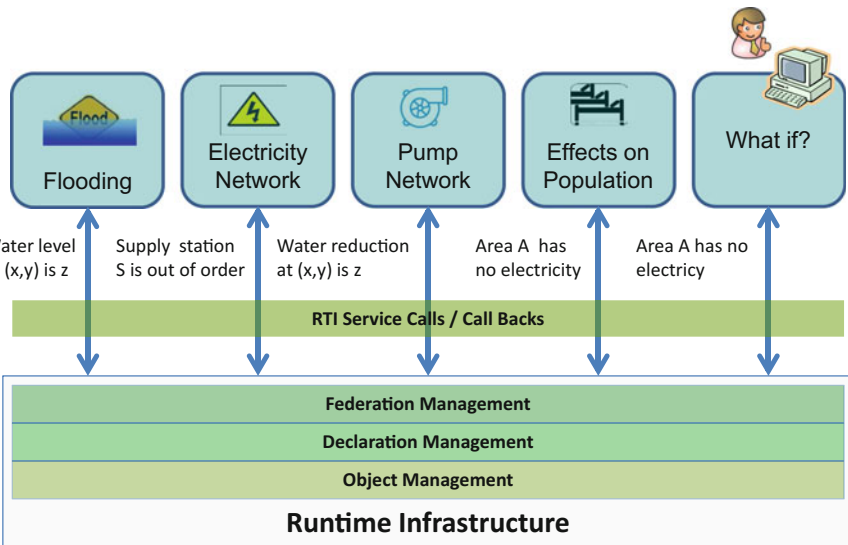 Flood
Flooding
Electricity
Network
Pump
Network
Effects on
Population
What if?
ater level
(x,y) is z
Supply station
S is out of order
Water reduction
at (x,y) is z
Area A has
no electricity
Area A has no
electricy
RTI Service Calls / Call Backs
Federation Management
Declaration Management
Object Management
Runtime Infrastructure